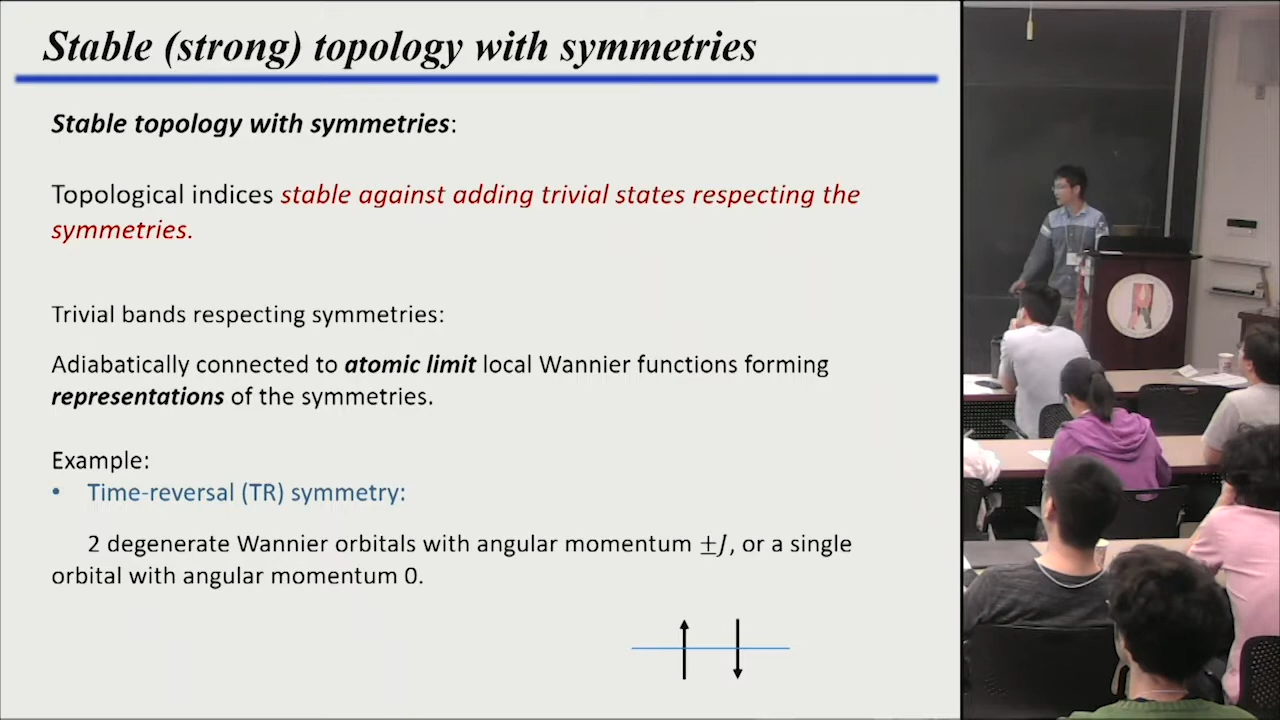 Stable (strong) topology with symmetries
Stable topology with symmetries:
Topological indices stable against adding trivial states respecting the
symmetries.
Trivial bands respecting symmetries:
Adiabatically connected to atomic limit local Wannier functions forming
representations of the symmetries.
Example:
• Time-reversal (TR) symmetry:
2 degenerate Wannier orbitals with angular momentum ±J, or a single
orbital with angular momentum 0.